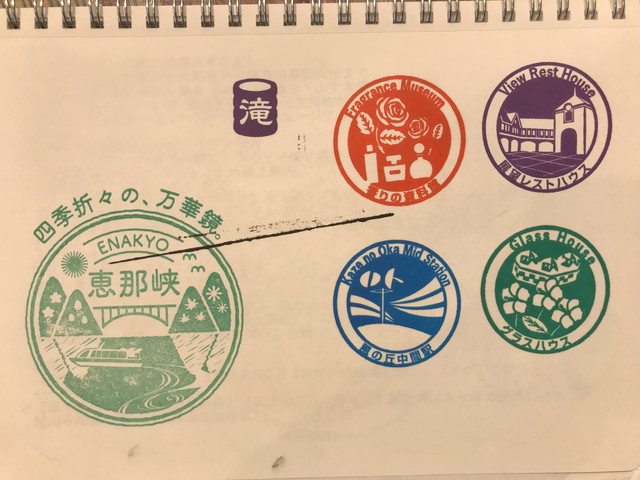 滝
Fragrance Museum
香りの資料館
View Rest House
展望レストハウス
四季折々の、万華鏡。
ENAKYO
恵那峡
Kaze no Oka Mid Station
風の丘中間駅
Glass House
グラスハウス